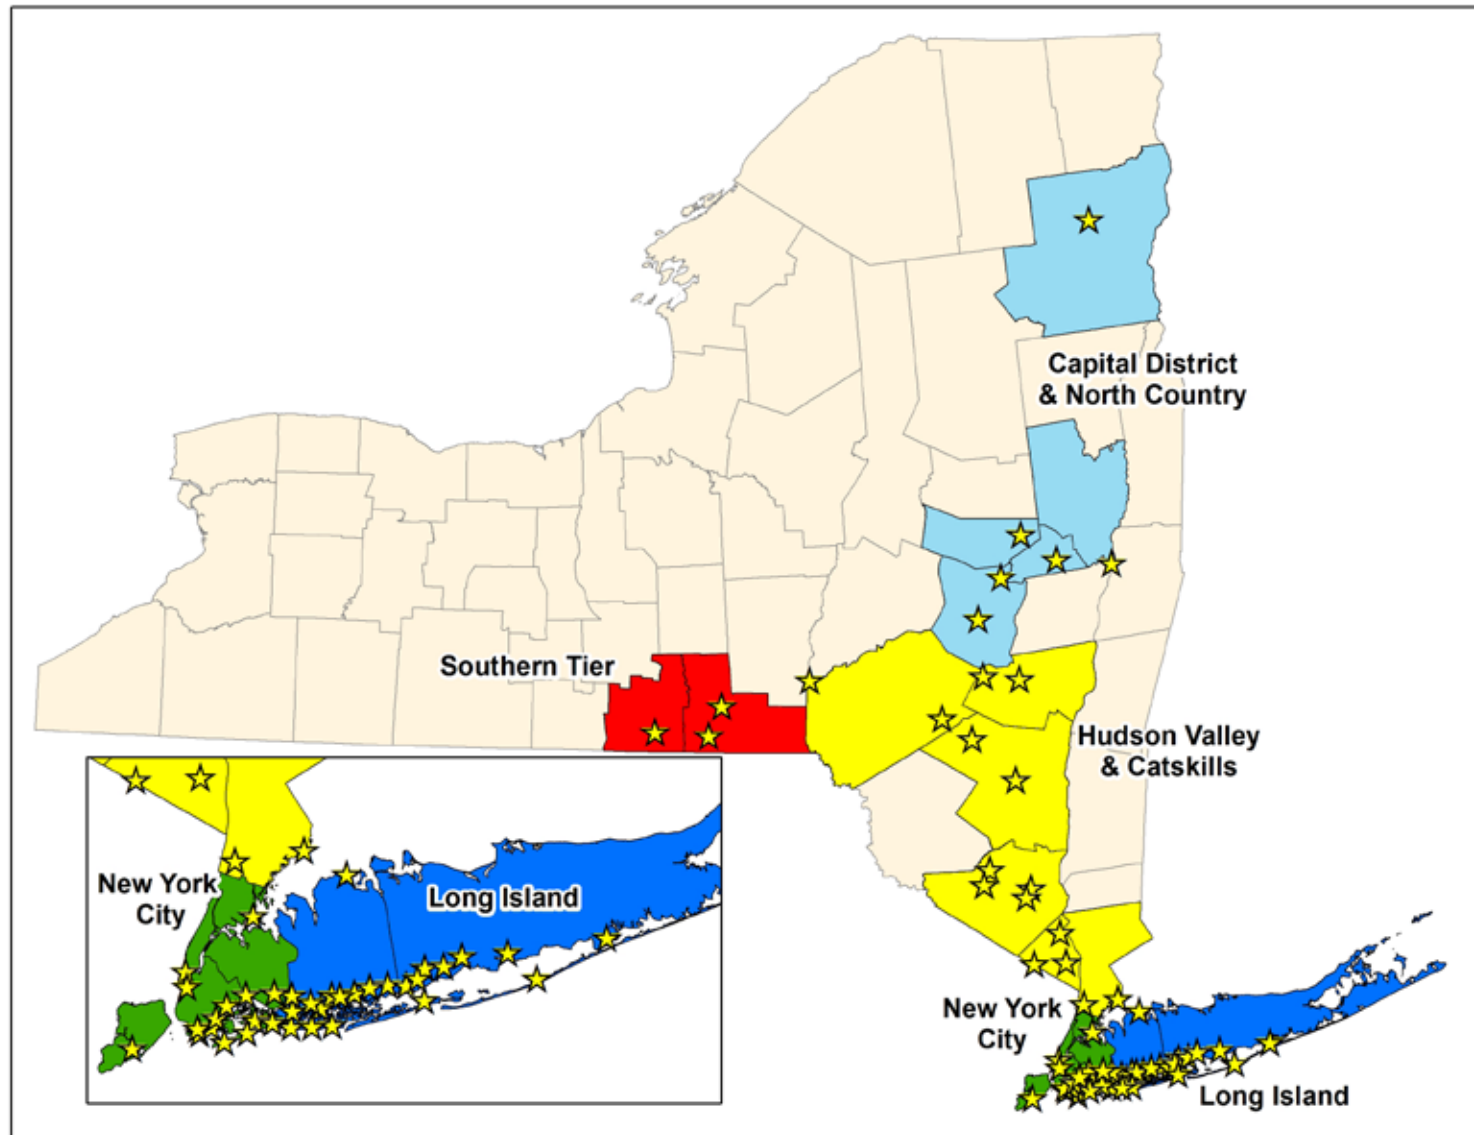 Capital District
& North Country
Southern Tier
Hudson Valley
& Catskills
New York
City
Long Island
New York
City
Long Island